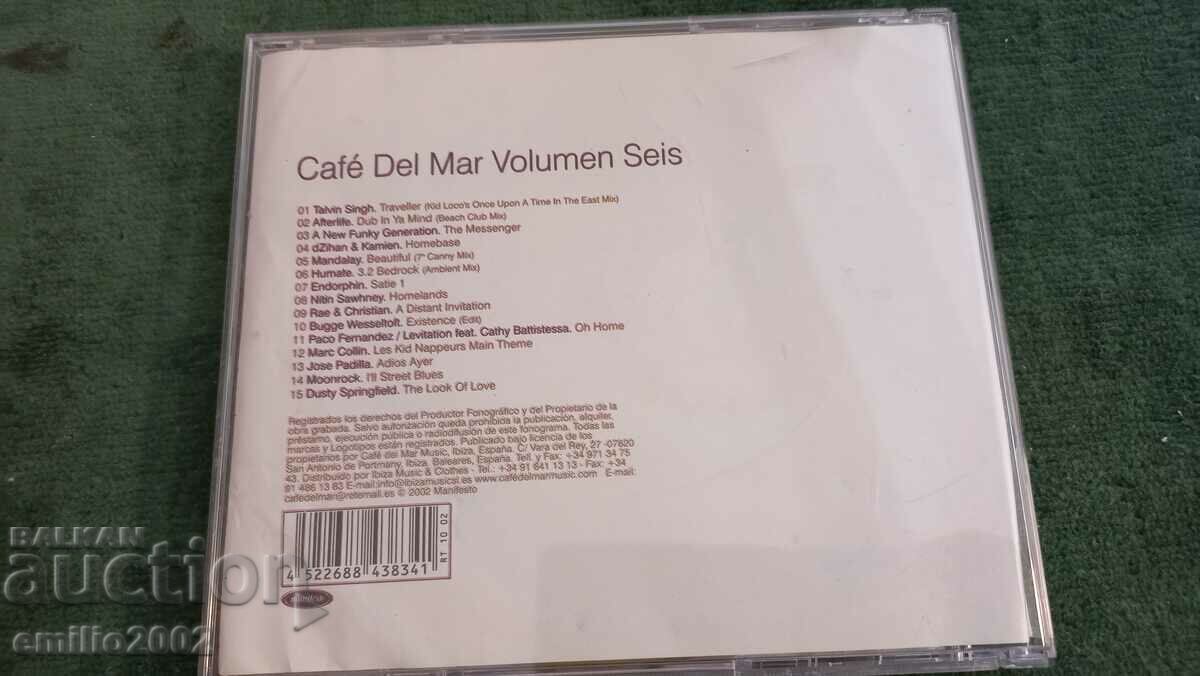 Café Del Mar Volumen Seis
01 Talvin Singh. Traveller (Kid Loco's Once Upon A Time In The East Mix)
02 Afterlife. Dub In Ya Mind (Beach Club Mix)
03 A New Funky Generation. The Messenger
04 dZihan & Kamien. Homebase
05 Mandalay. Beautiful (7" Canny Mix)
06 Humate. 3.2 Bedrock (Ambient Mix)
07 Endorphin. Satie 1
08 Nitin Sawhney. Homelands
09 Rae & Christian. A Distant Invitation
10 Bugge Wesseltoft. Existence (Edit)
11 Paco Fernandez / Levitation feat. Cathy Battistessa. Oh Home
12 Marc Collin. Les Kid Nappeurs Main Theme
13 Jose Padilla. Adios Ayer
14 Moonrock. I'll Street Blues
15 Dusty Springfield. The Look Of Love
Registrados los derechos del Productor Fonográfico y del Propietario de la
obra grabada. Salvo autorización queda prohibida la publicación, alquiler,
préstamo, ejecución pública o radiodifusión de este fonograma. Todas las
marcas y Logotipos están registrados. Publicado bajo licencia de los
propietarios por Café del Mar Music, Ibiza, España. C/ Vara del Rey, 27 -07820
San Antonio de Portmany, Ibiza, Baleares, España. Tell. y Fax: +34 971 34 75
43. Distribuido por Ibiza Music & Clothes - Tel.: +34 91 641 13 13 - Fax: +34
91 486 13 83 E-mail:info@ibizamusicsl.es www.cafédelmarmusic.com E-mail:
cafedelmar@retemail.es © 2002 Manifesto
RT 10 02
4 522688 438341
BALKAN
auction
emilio2002